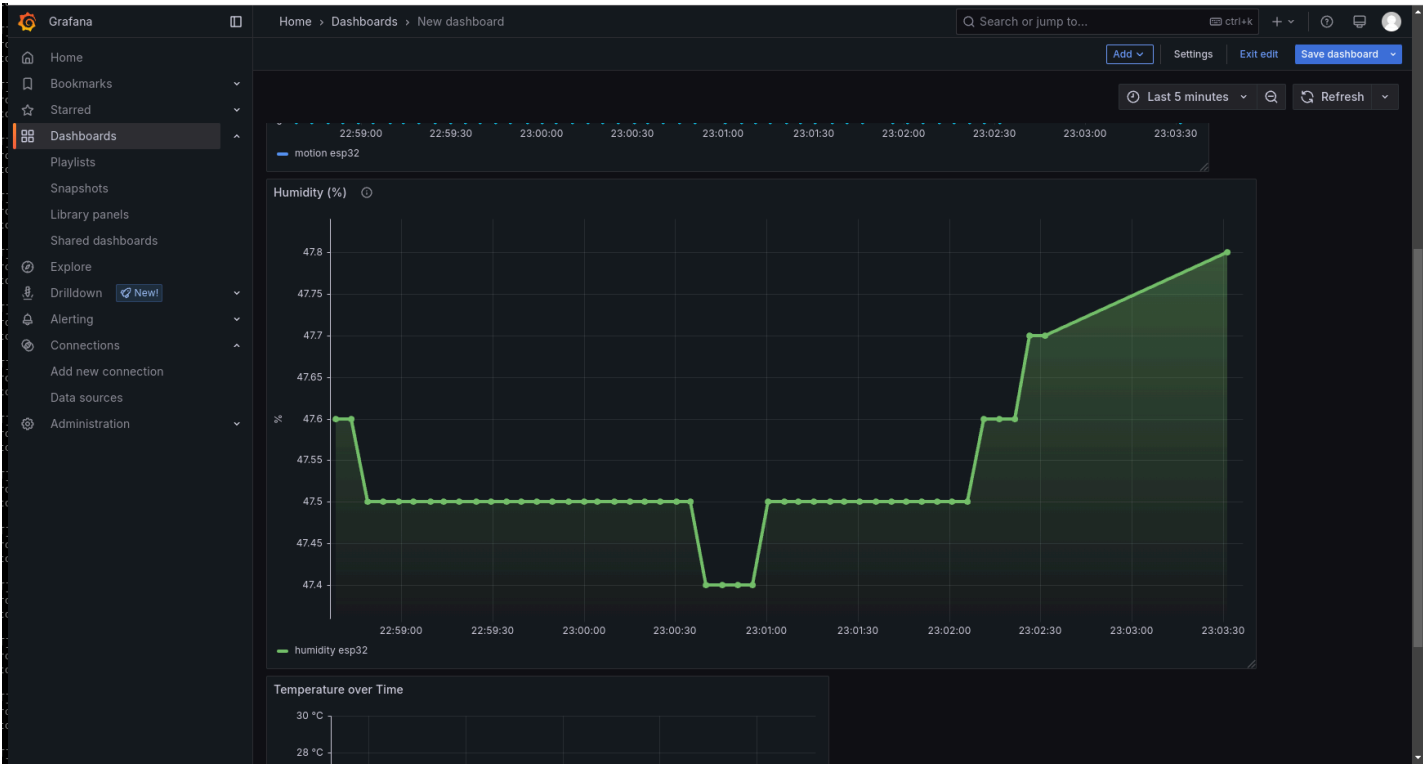 Grafana
Home › Dashboards › New dashboard
Search or jump to...
ctrl+k
Home
Bookmarks
Starred
Dashboards
Playlists
Snapshots
Library panels
Shared dashboards
Explore
Drilldown New!
Alerting
Connections
Add new connection
Data sources
Administration
Add
Settings
Exit edit
Save dashboard
Last 5 minutes
Refresh
22:59:00 22:59:30 23:00:00 23:00:30 23:01:00 23:01:30 23:02:00 23:02:30 23:03:00 23:03:30
motion esp32
Humidity (%)
47.8
47.75
47.7
47.65
47.6
47.55
47.5
47.45
47.4
%
22:59:00 22:59:30 23:00:00 23:00:30 23:01:00 23:01:30 23:02:00 23:02:30 23:03:00 23:03:30
humidity esp32
Temperature over Time
30 °C
28 °C